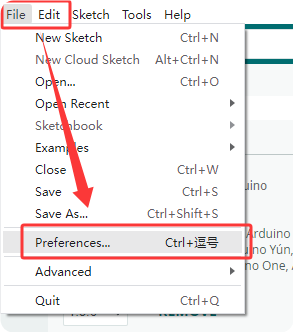 File Edit Sketch Tools Help
New Sketch Ctrl+N
New Cloud Sketch Alt+Ctrl+N
Open... Ctrl+O
Open Recent
Sketchbook
Examples
Close Ctrl+W
Save Ctrl+S
Save As... Ctrl+Shift+S
Preferences... Ctrl+逗号
Advanced
Quit Ctrl+Q
duino
Arduino
o Yún,
no One, A
REMOVE